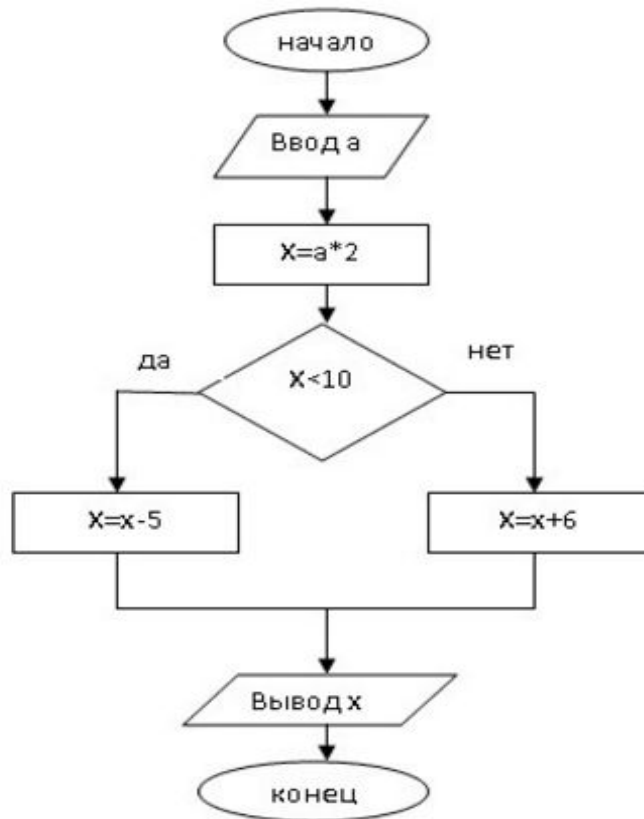 начало
Ввод а
X=a*2
да
нет
X<10
X=x-5
X=x+6
Вывод х
конец